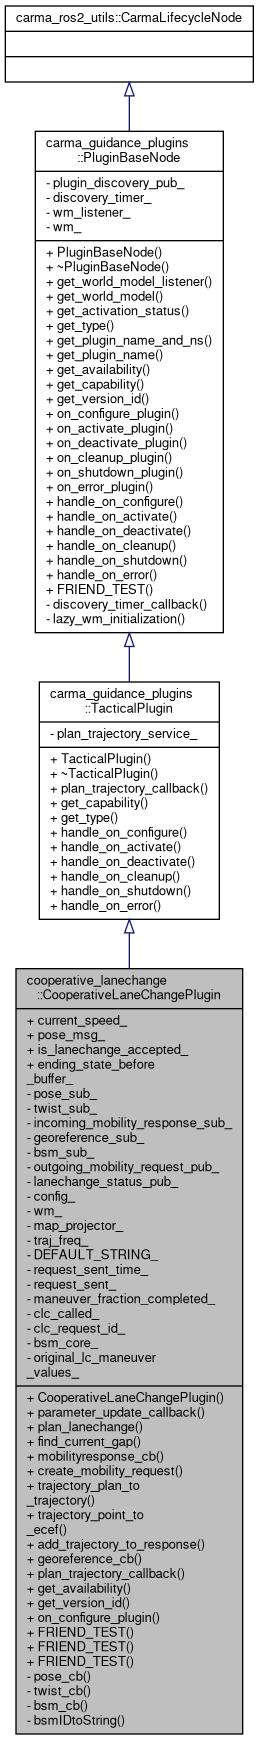 carma_ros2_utils::CarmaLifecycleNode
carma_guidance_plugins
::PluginBaseNode
- plugin_discovery_pub_
- discovery_timer_
- wm_listener_
- wm_
+ PluginBaseNode()
+ ~PluginBaseNode()
+ get_world_model_listener()
+ get_world_model()
+ get_activation_status()
+ get_type()
+ get_plugin_name_and_ns()
+ get_plugin_name()
+ get_availability()
+ get_capability()
+ get_version_id()
+ on_configure_plugin()
+ on_activate_plugin()
+ on_deactivate_plugin()
+ on_cleanup_plugin()
+ on_shutdown_plugin()
+ on_error_plugin()
+ handle_on_configure()
+ handle_on_activate()
+ handle_on_deactivate()
+ handle_on_cleanup()
+ handle_on_shutdown()
+ handle_on_error()
+ FRIEND_TEST()
- discovery_timer_callback()
- lazy_wm_initialization()
carma_guidance_plugins
::TacticalPlugin
- plan_trajectory_service_
+ TacticalPlugin()
+ ~TacticalPlugin()
+ plan_trajectory_callback()
+ get_capability()
+ get_type()
+ handle_on_configure()
+ handle_on_activate()
+ handle_on_deactivate()
+ handle_on_cleanup()
+ handle_on_shutdown()
+ handle_on_error()
cooperative_lanechange
::CooperativeLaneChangePlugin
+ current_speed_
+ pose_msg_
+ is_lanechange_accepted_
+ ending_state_before
_buffer_
- pose_sub_
- twist_sub_
- incoming_mobility_response_sub_
- georeference_sub_
- bsm_sub_
- outgoing_mobility_request_pub_
- lanechange_status_pub_
- config_
- wm_
- map_projector_
- traj_freq_
- DEFAULT_STRING_
- request_sent_time_
- request_sent_
- maneuver_fraction_completed_
- clc_called_
- clc_request_id_
- bsm_core_
- original_lc_maneuver
_values_
+ CooperativeLaneChangePlugin()
+ parameter_update_callback()
+ plan_lanechange()
+ find_current_gap()
+ mobilityresponse_cb()
+ create_mobility_request()
+ trajectory_plan_to
_trajectory()
+ trajectory_point_to
_ecef()
+ add_trajectory_to_response()
+ georeference_cb()
+ plan_trajectory_callback()
+ get_availability()
+ get_version_id()
+ on_configure_plugin()
+ FRIEND_TEST()
+ FRIEND_TEST()
+ FRIEND_TEST()
- pose_cb()
- twist_cb()
- bsm_cb()
- bsmIDtoString()